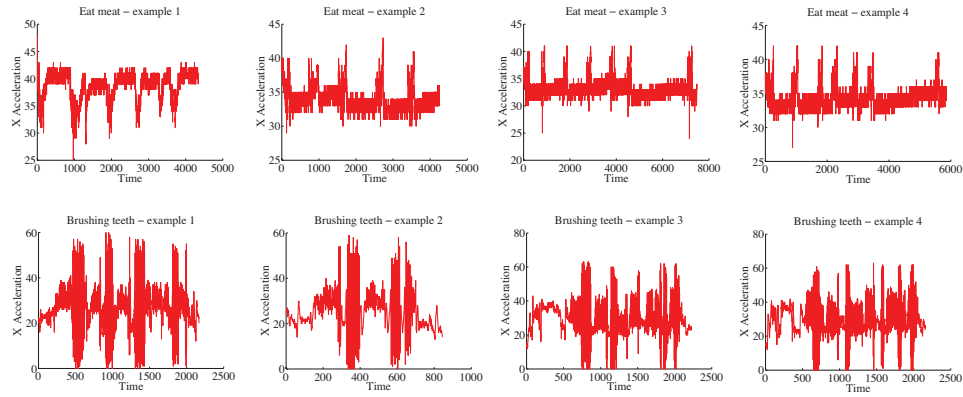 Eat meat − example 1
Eat meat − example 2
Eat meat − example 3
Eat meat − example 4
50
45
40
35
30
25
X Acceleration
0 1000 2000 3000 4000 5000
Time
45
40
35
30
25
X Acceleration
0 1000 2000 3000 4000 5000
Time
45
40
35
30
25
20
X Acceleration
0 2000 4000 6000 8000
Time
45
40
35
30
25
X Acceleration
0 2000 4000 6000
Time
Brushing teeth − example 1
Brushing teeth − example 2
Brushing teeth − example 3
Brushing teeth − example 4
60
40
20
0
X Acceleration
0 500 1000 1500 2000 2500
Time
60
40
20
0
X Acceleration
0 200 400 600 800 1000
Time
80
60
40
20
0
X Acceleration
0 500 1000 1500 2000 2500
Time
80
60
40
20
0
X Acceleration
0 500 1000 1500 2000 2500
Time